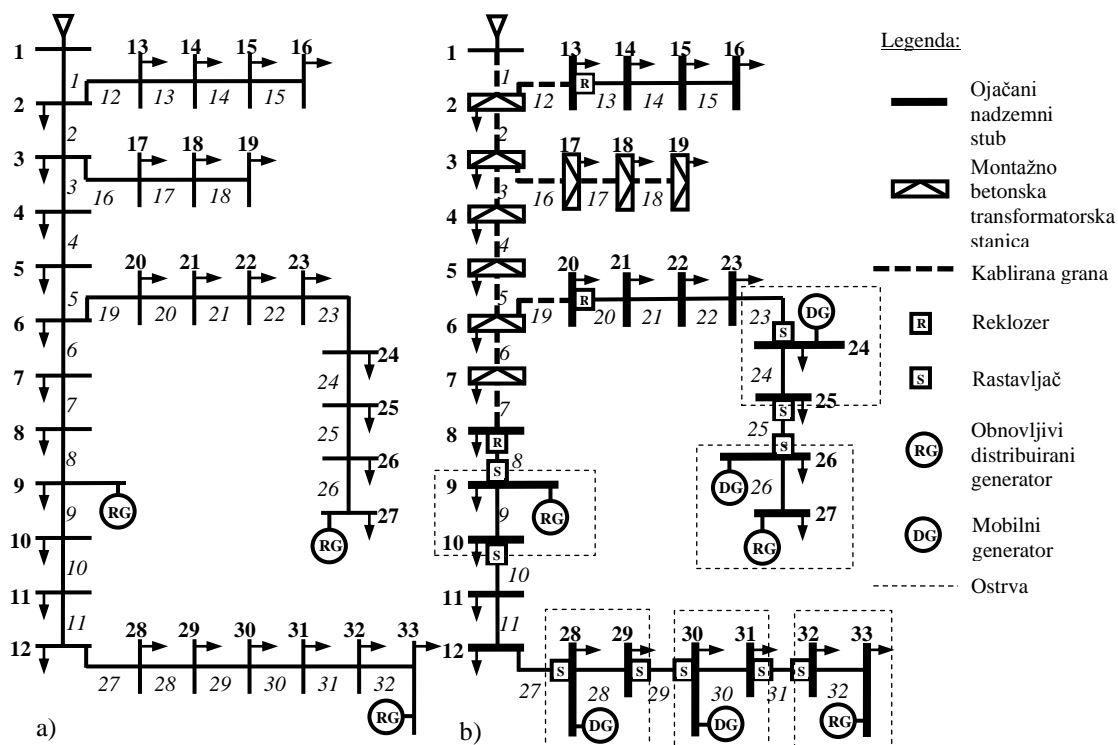 1
2
3
4
5
6
7
8
9
10
11
12
1
2
3
4
5
6
7
8
9
10
11
13 14 15 16
12 13 14 15
17 18 19
16 17 18
20 21 22 23
19 20 21 22 23
24
24
25
25
26
26
27
RG
RG
28 29 30 31 32 33
27 28 29 30 31 32
RG
a)
1
2
3
4
5
6
7
8
9
10
11
12
1
2
3
4
5
6
7
8
9
10
11
13 14 15 16
R
12 13 14 15
17 18 19
16 17 18
20 21 22 23
R
19 20 21 22 23
DG
S
24
24
25
S
25
S
26
DG
26
27
RG
R
S
RG
S
28 29 30 31 32 33
S S S S S
27 28 29 30 31 32
DG DG RG
b)
Legenda:
Ojačani
nadzemni
stub
Montažno
betonska
transformatorska
stanica
Kablirana grana
R
Reklozer
S
Rastavljač
RG
Obnovljivi
distribuirani
generator
DG
Mobilni
generator
Ostrva